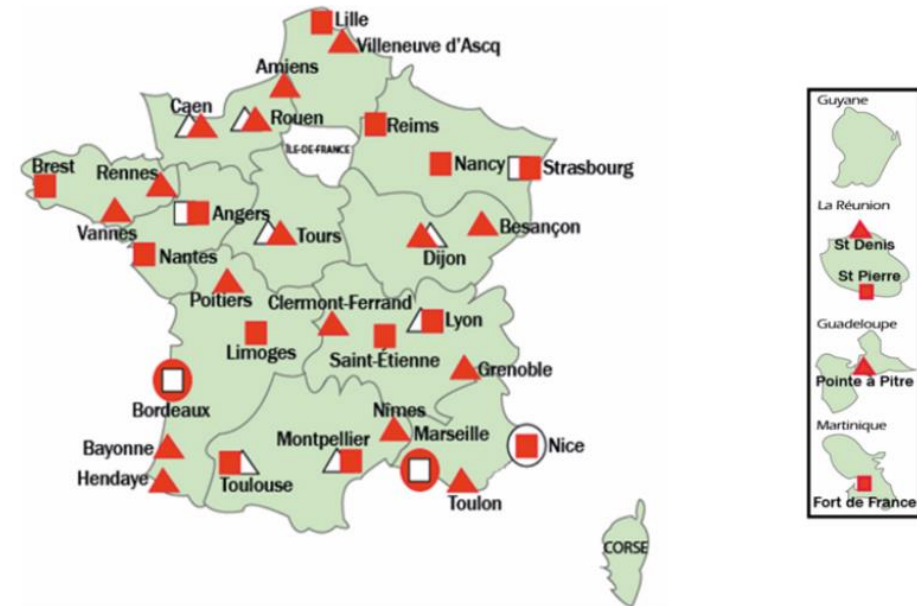 Lille
Villeneuve d'Ascq
Amiens
Caen
Rouen
Reims
ÎLE-DE-FRANCE
Nancy
Strasbourg
Brest
Rennes
Angers
Vannes
Tours
Besançon
Dijon
Nantes
Poitiers
Clermont-Ferrand
Lyon
Limoges
Saint-Étienne
Grenoble
Bordeaux
Nîmes
Marseille
Montpellier
Nice
Bayonne
Hendaye
Toulouse
Toulon
CORSE
Guyane
La Réunion
St Denis
St Pierre
Guadeloupe
Pointe à Pitre
Martinique
Fort de France